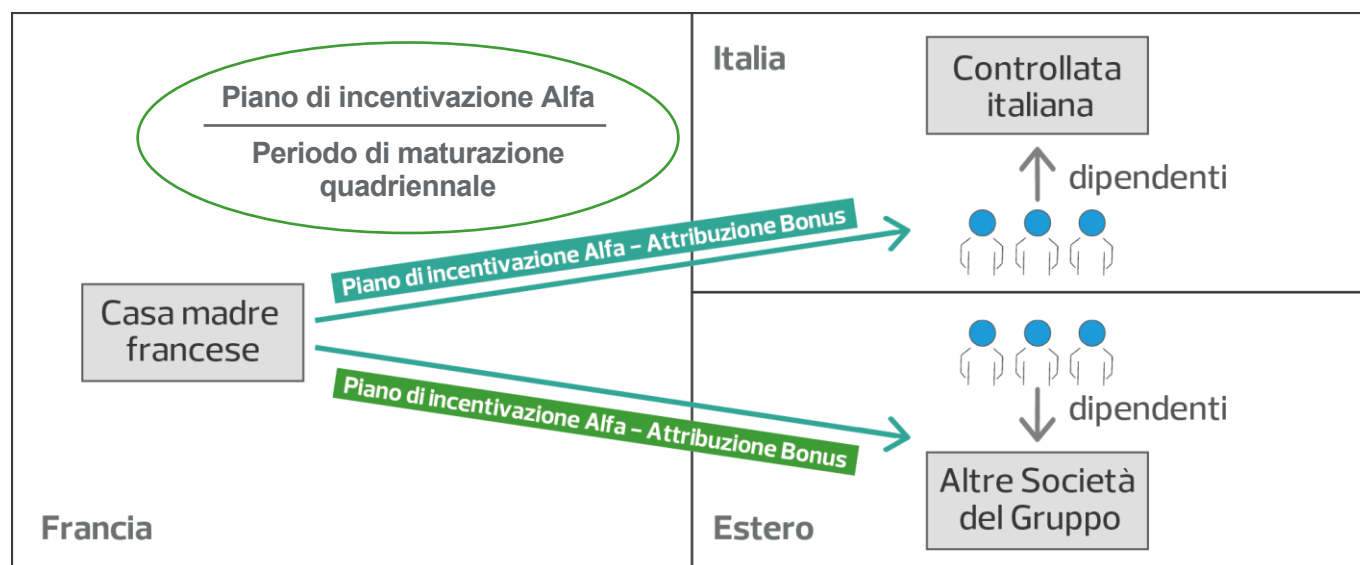 Piano di incentivazione Alfa
Periodo di maturazione
quadriennale
Casa madre
francese
Piano di incentivazione Alfa – Attribuzione Bonus
Piano di incentivazione Alfa – Attribuzione Bonus
Francia
Italia
Controllata
italiana
dipendenti
dipendenti
Altre Società
del Gruppo
Estero